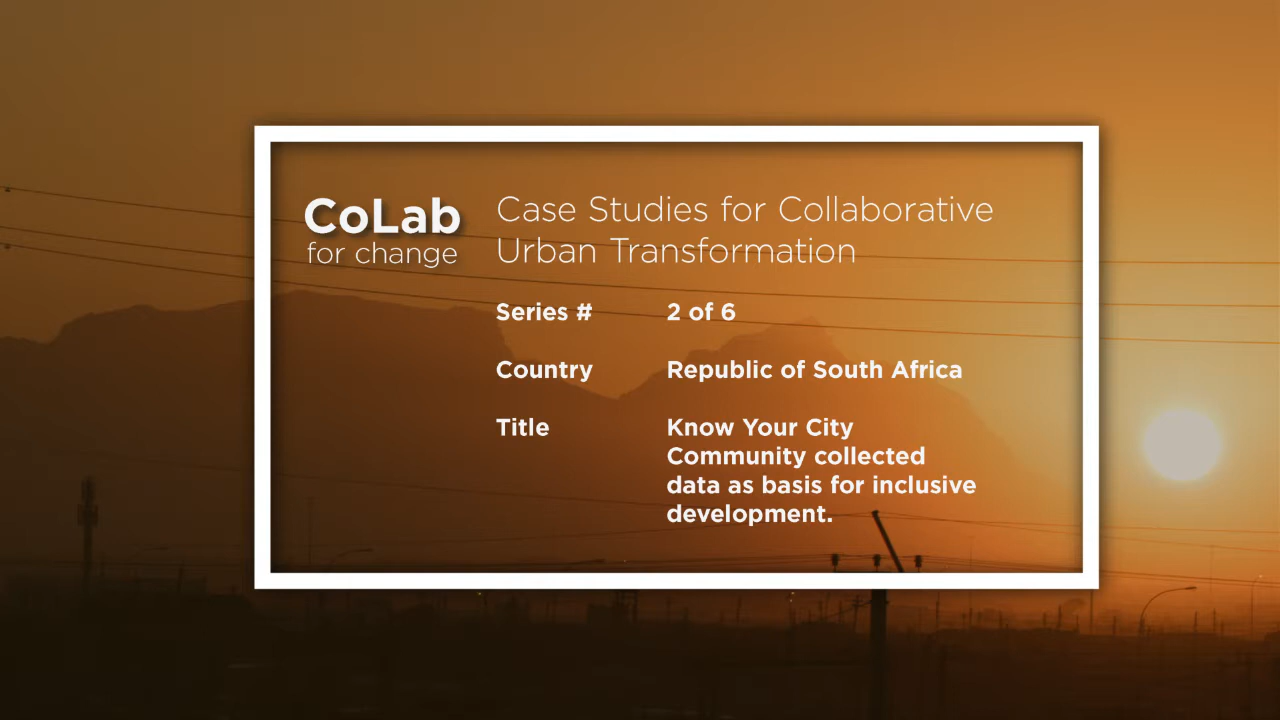 CoLab
for change
Case Studies for Collaborative
Urban Transformation
Series # 2 of 6
Country Republic of South Africa
Title Know Your City
Community collected
data as basis for inclusive
development.